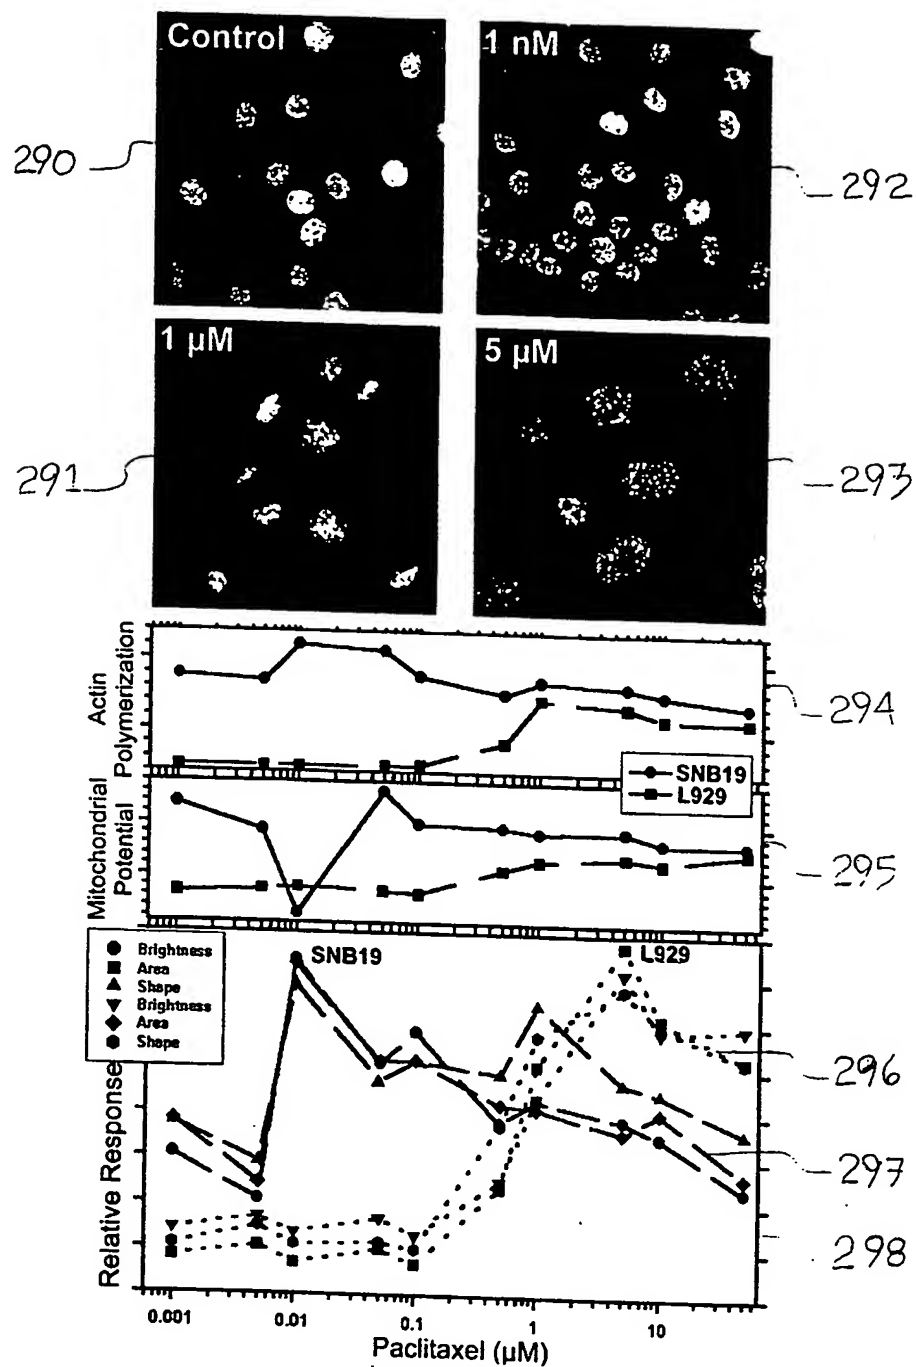 Control
1 nM
290
292
1 µM
5 µM
291
293
Actin
Polymerization
294
SNB19
L929
Mitochondrial
Potential
295
Brightness
Area
Shape
Brightness
Area
Shape
SNB19
L929
296
297
298
Relative Response
0.001
0.01
0.1
1
10
Paclitaxel (µM)